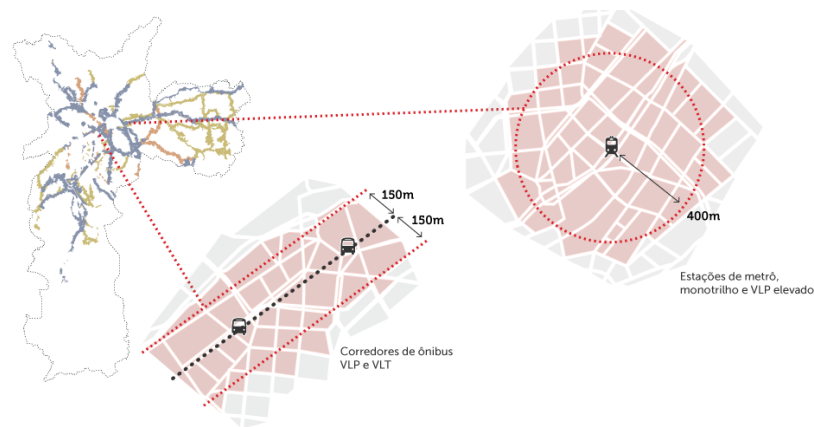 150m
150m
400m
Estações de metrô,
monotrilho e VLP elevado
Corredores de ônibus
VLP e VLT